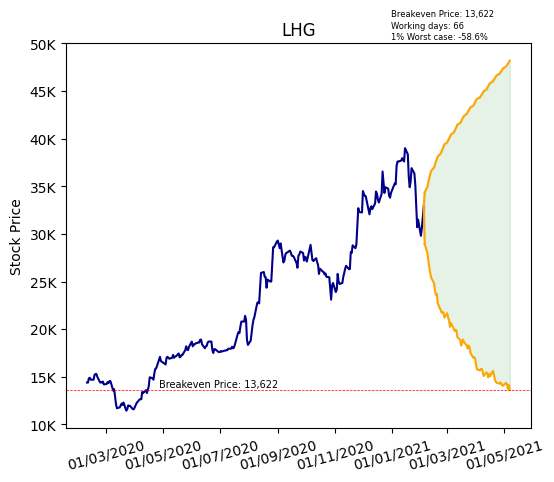 Breakeven Price: 13,622
Working days: 66
1% Worst case: -58.6%
LHG
50K
45K
40K
35K
30K
25K
20K
15K
10K
Stock Price
Breakeven Price: 13,622
01/03/2020
01/05/2020
01/07/2020
01/09/2020
01/11/2020
01/01/2021
01/03/2021
01/05/2021